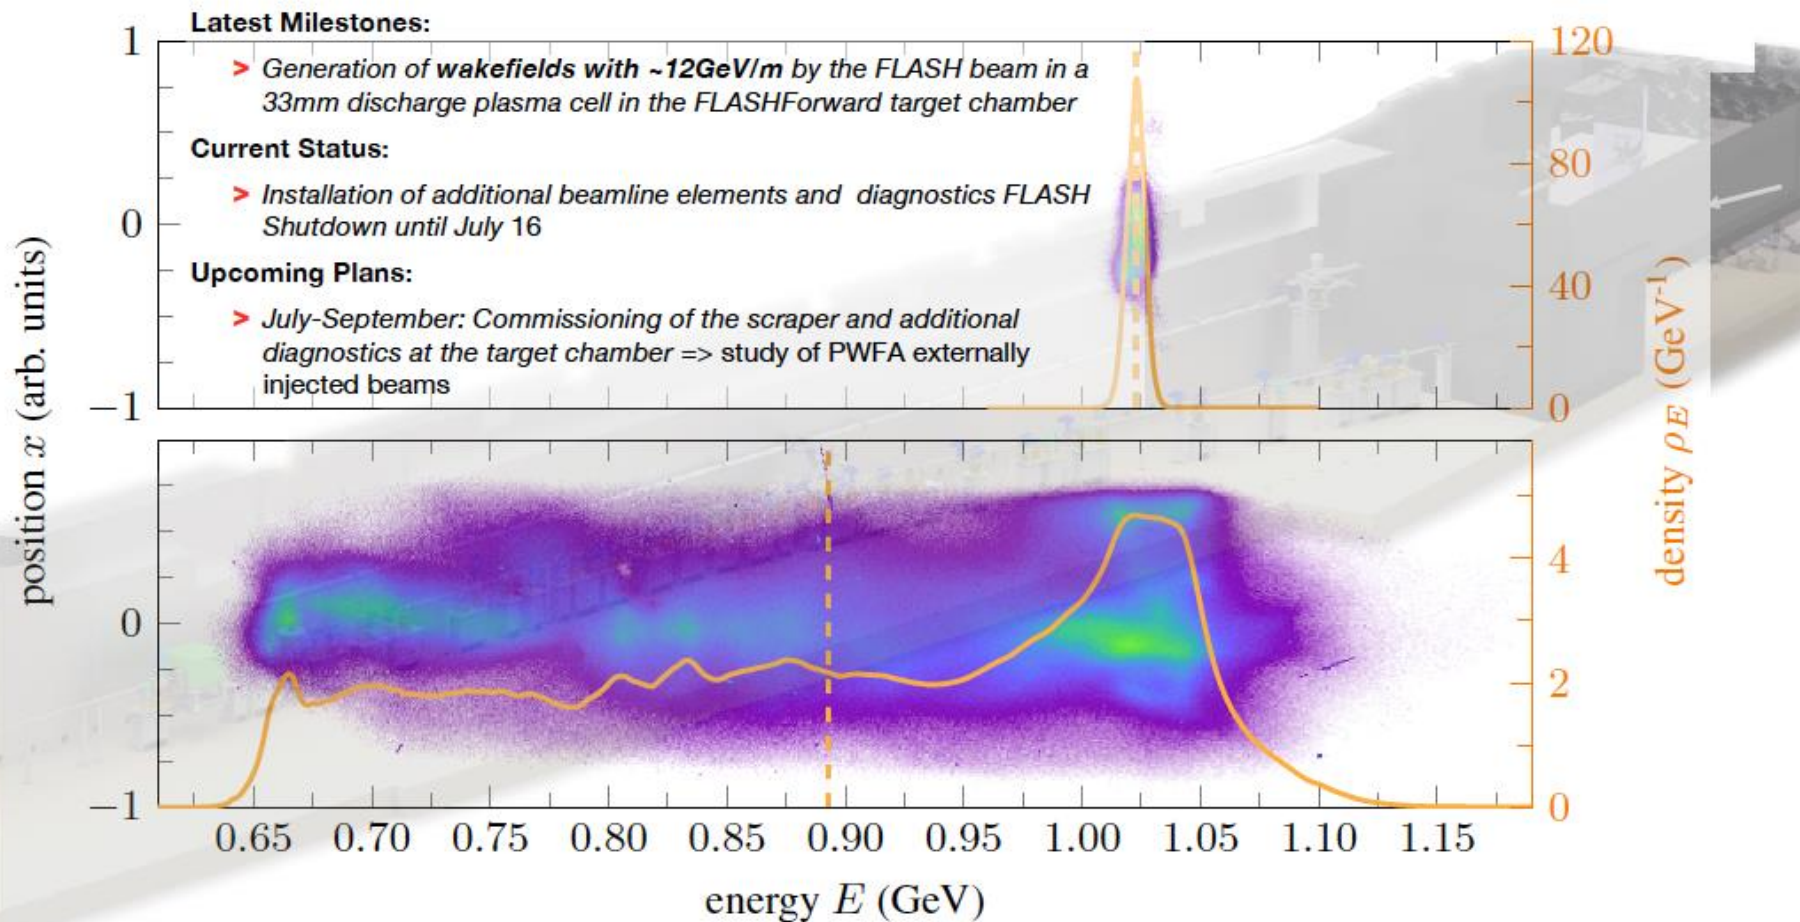 Latest Milestones:
> Generation of wakefields with ~12GeV/m by the FLASH beam in a
33mm discharge plasma cell in the FLASHForward target chamber
Current Status:
> Installation of additional beamline elements and  diagnostics FLASH
Shutdown until July 16
Upcoming Plans:
> July-September: Commissioning of the scraper and additional
diagnostics at the target chamber => study of PWFA externally
injected beams
1
0
−1
120
80
40
0
position x (arb. units)
density ρE (GeV-1)
0
−1
4
2
0
0.65 0.70 0.75 0.80 0.85 0.90 0.95 1.00 1.05 1.10 1.15
energy E (GeV)